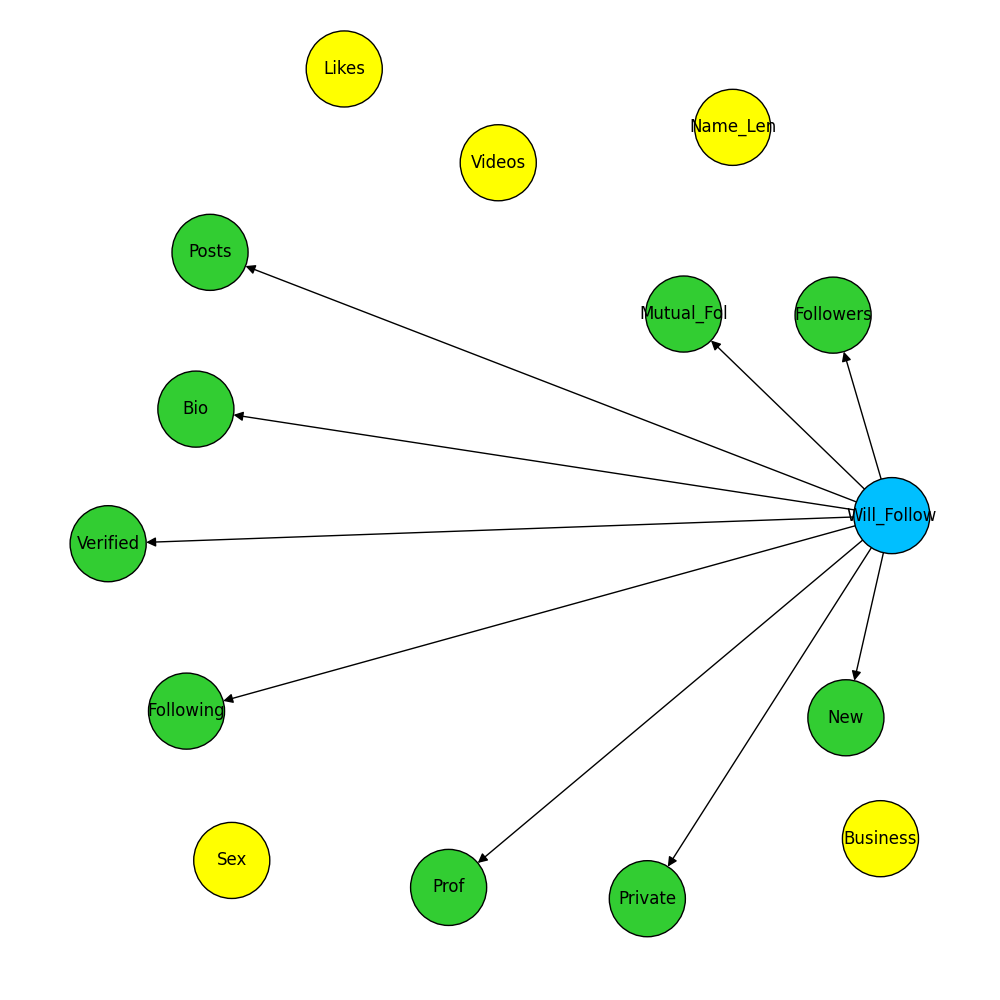 Likes
Name_Len
Videos
Posts
Mutual_Fol
Followers
Bio
Will_Follow
Verified
Following
New
Business
Sex
Prof
Private